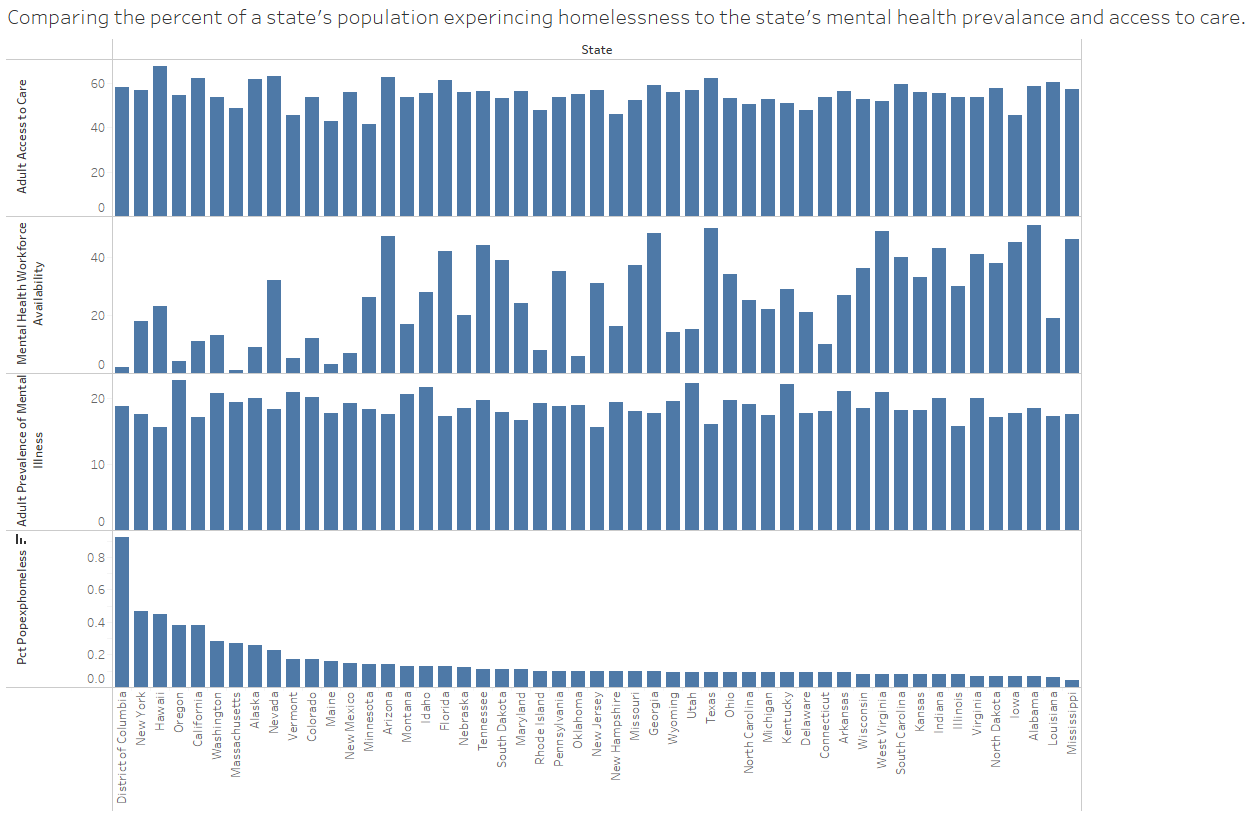 Comparing the percent of a state's population experincing homelessness to the state's mental health prevalance and access to care.
State
Adult Access to Care
60
40
20
0
Mental Health Workforce
Availability
40
20
0
Adult Prevalence of Mental
Illness
20
10
0
Pct Popexphomeless
0.8
0.6
0.4
0.2
0.0
District of Columbia
New York
Hawaii
Oregon
California
Washington
Massachusetts
Alaska
Nevada
Vermont
Colorado
Maine
New Mexico
Minnesota
Arizona
Montana
Idaho
Florida
Nebraska
Tennessee
South Dakota
Maryland
Rhode Island
Pennsylvania
Oklahoma
New Jersey
New Hampshire
Missouri
Georgia
Wyoming
Utah
Texas
Ohio
North Carolina
Michigan
Kentucky
Delaware
Connecticut
Arkansas
Wisconsin
West Virginia
South Carolina
Kansas
Indiana
Illinois
Virginia
North Dakota
Iowa
Alabama
Louisiana
Mississippi